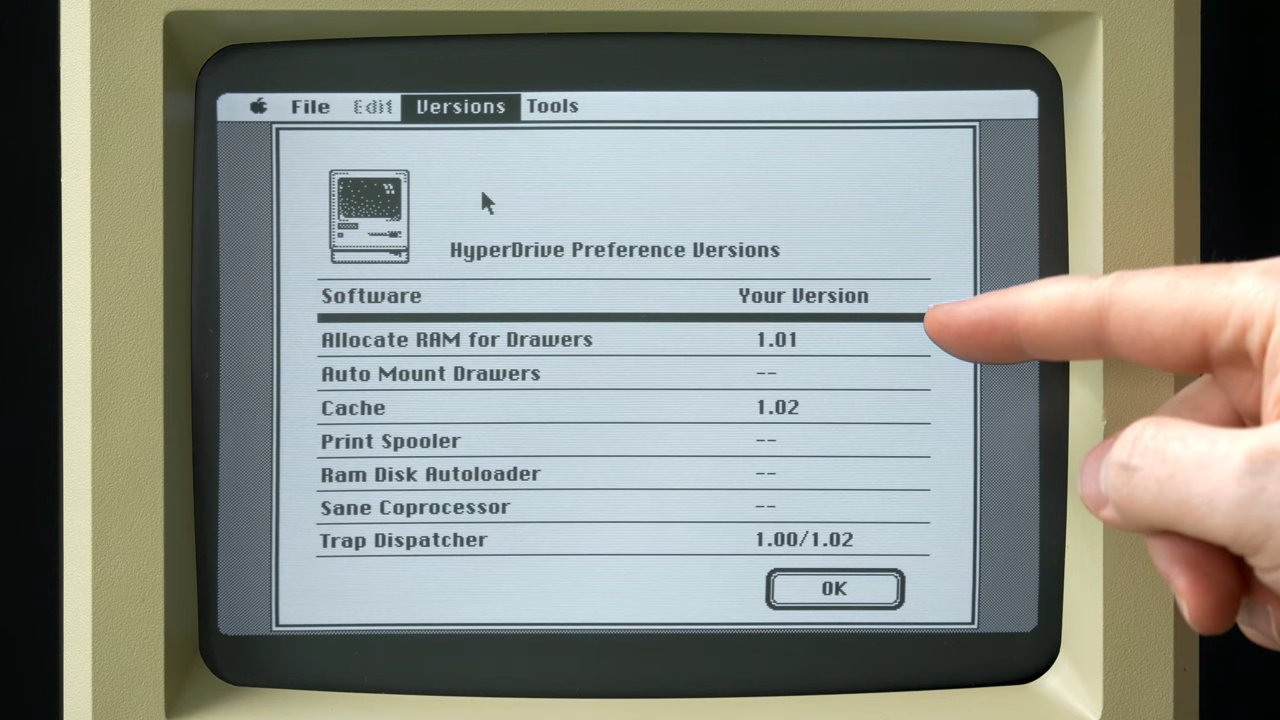 File Edit Versions Tools
HyperDrive Preference Versions
Software Your Version
Allocate RAM for Drawers 1.01
Auto Mount Drawers --
Cache 1.02
Print Spooler --
Ram Disk Autoloader --
Sane Coprocessor --
Trap Dispatcher 1.00/1.02
OK